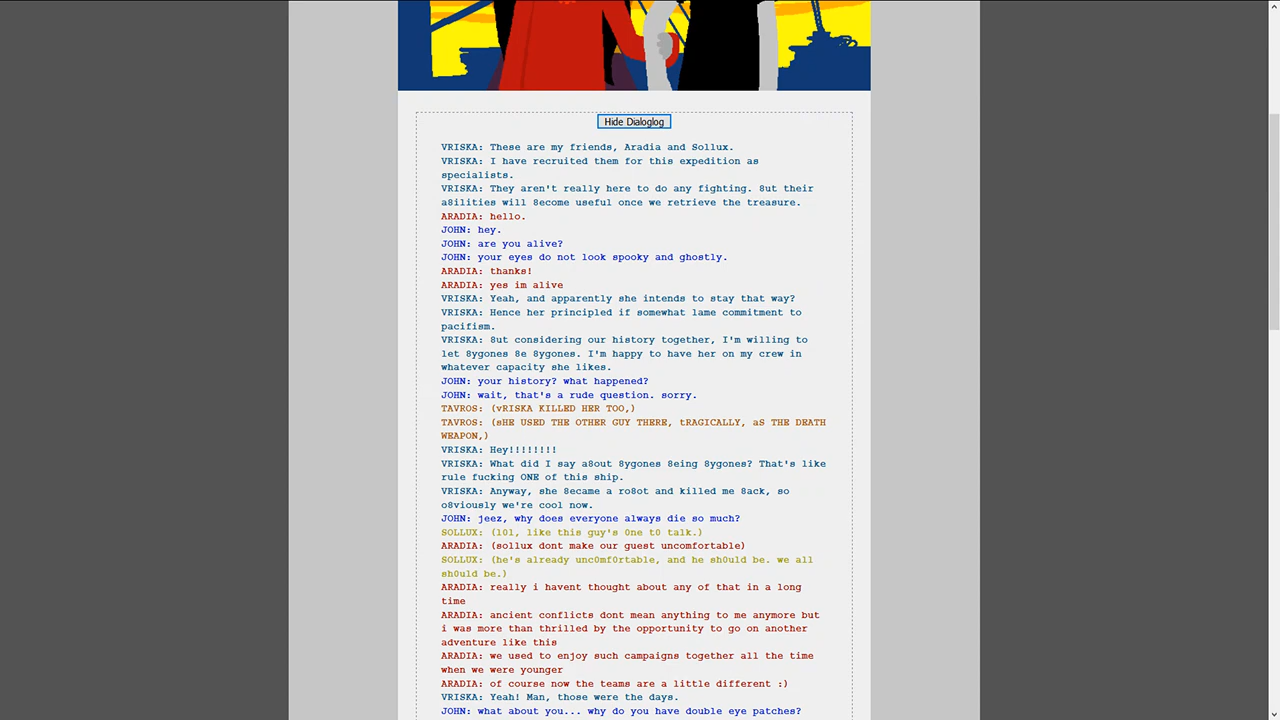 Hide Dialoglog
VRISKA: These are my friends, Aradia and Sollux.
VRISKA: I have recruited them for this expedition as
specialists.
VRISKA: They aren't really here to do any fighting. 8ut their
a8ilities will 8ecome useful once we retrieve the treasure.
ARADIA: hello.
JOHN: hey.
JOHN: are you alive?
JOHN: your eyes do not look spooky and ghostly.
ARADIA: thanks!
ARADIA: yes im alive
VRISKA: Yeah, and apparently she intends to stay that way?
VRISKA: Hence her principled if somewhat lame commitment to
pacifism.
VRISKA: 8ut considering our history together, I'm willing to
let 8ygones 8e 8ygones. I'm happy to have her on my crew in
whatever capacity she likes.
JOHN: your history? what happened?
JOHN: wait, that's a rude question. sorry.
TAVROS: (vRISKA KILLED HER TOO,)
TAVROS: (sHE USED THE OTHER GUY THERE, tRAGICALLY, aS THE DEATH
WEAPON,)
VRISKA: Hey!!!!!!!!
VRISKA: What did I say a8out 8ygones 8eing 8ygones? That's like
rule fucking ONE of this ship.
VRISKA: Anyway, she 8ecame a ro8ot and killed me 8ack, so
o8viously we're cool now.
JOHN: jeez, why does everyone always die so much?
SOLLUX: (l0l, like this guy's 0ne t0 talk.)
ARADIA: (sollux dont make our guest uncomfortable)
SOLLUX: (he's already unc0mf0rtable, and he sh0uld be. we all
sh0uld be.)
ARADIA: really i havent thought about any of that in a long
time
ARADIA: ancient conflicts dont mean anything to me anymore but
i was more than thrilled by the opportunity to go on another
adventure like this
ARADIA: we used to enjoy such campaigns together all the time
when we were younger
ARADIA: of course now the teams are a little different :)
VRISKA: Yeah! Man, those were the days.
JOHN: what about you... why do you have double eye patches?